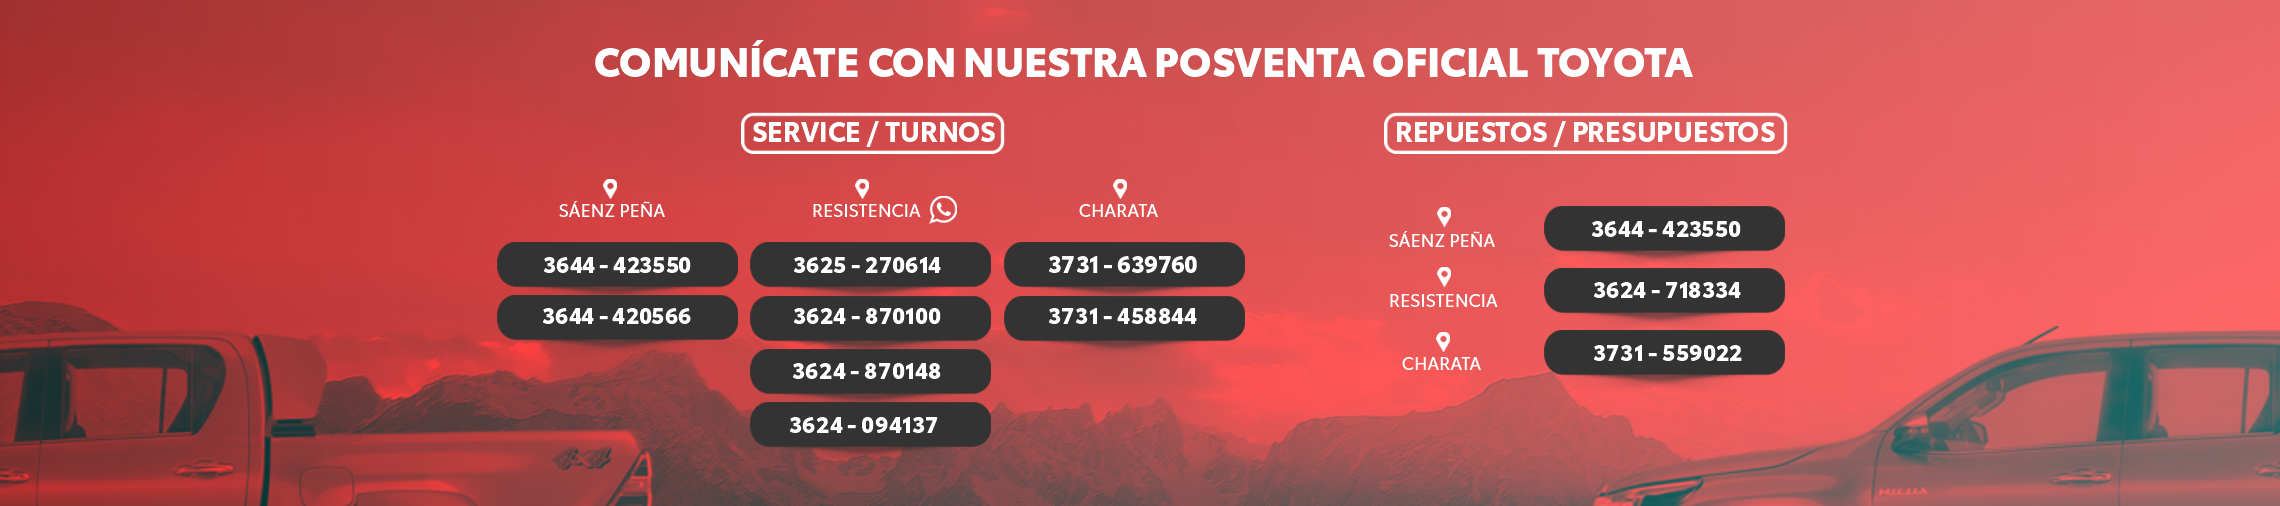 COMUNÍCATE CON NUESTRA POSVENTA OFICIAL TOYOTA
SERVICE / TURNOS
SÁENZ PEÑA
3644 - 423550
3644 - 420566
RESISTENCIA
3625 - 270614
3624 - 870100
3624 - 870148
3624 - 094137
CHARATA
3731 - 639760
3731 - 458844
REPUESTOS / PRESUPUESTOS
SÁENZ PEÑA
3644 - 423550
RESISTENCIA
3624 - 718334
CHARATA
3731 - 559022
4x4
HILUX